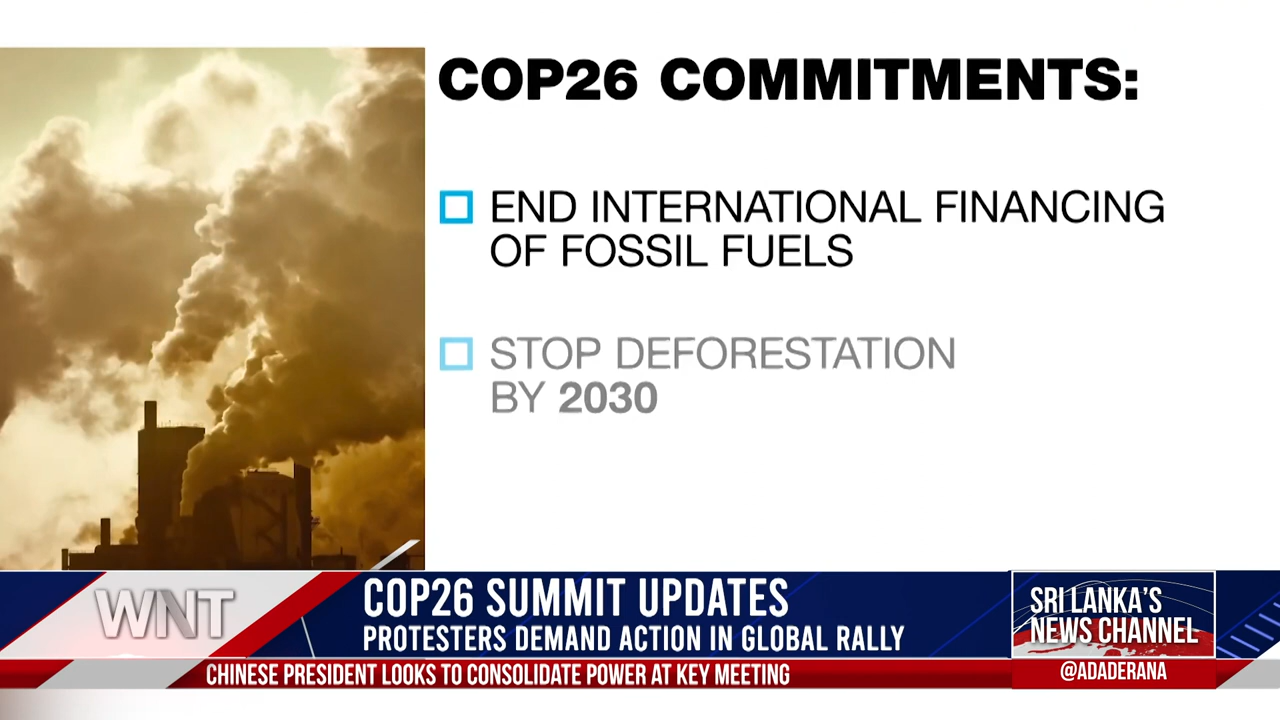 COP26 COMMITMENTS:
END INTERNATIONAL FINANCING
OF FOSSIL FUELS
STOP DEFORESTATION
BY 2030
WNT
COP26 SUMMIT UPDATES
PROTESTERS DEMAND ACTION IN GLOBAL RALLY
SRI LANKA'S
NEWS CHANNEL
CHINESE PRESIDENT LOOKS TO CONSOLIDATE POWER AT KEY MEETING
@ADADERANA